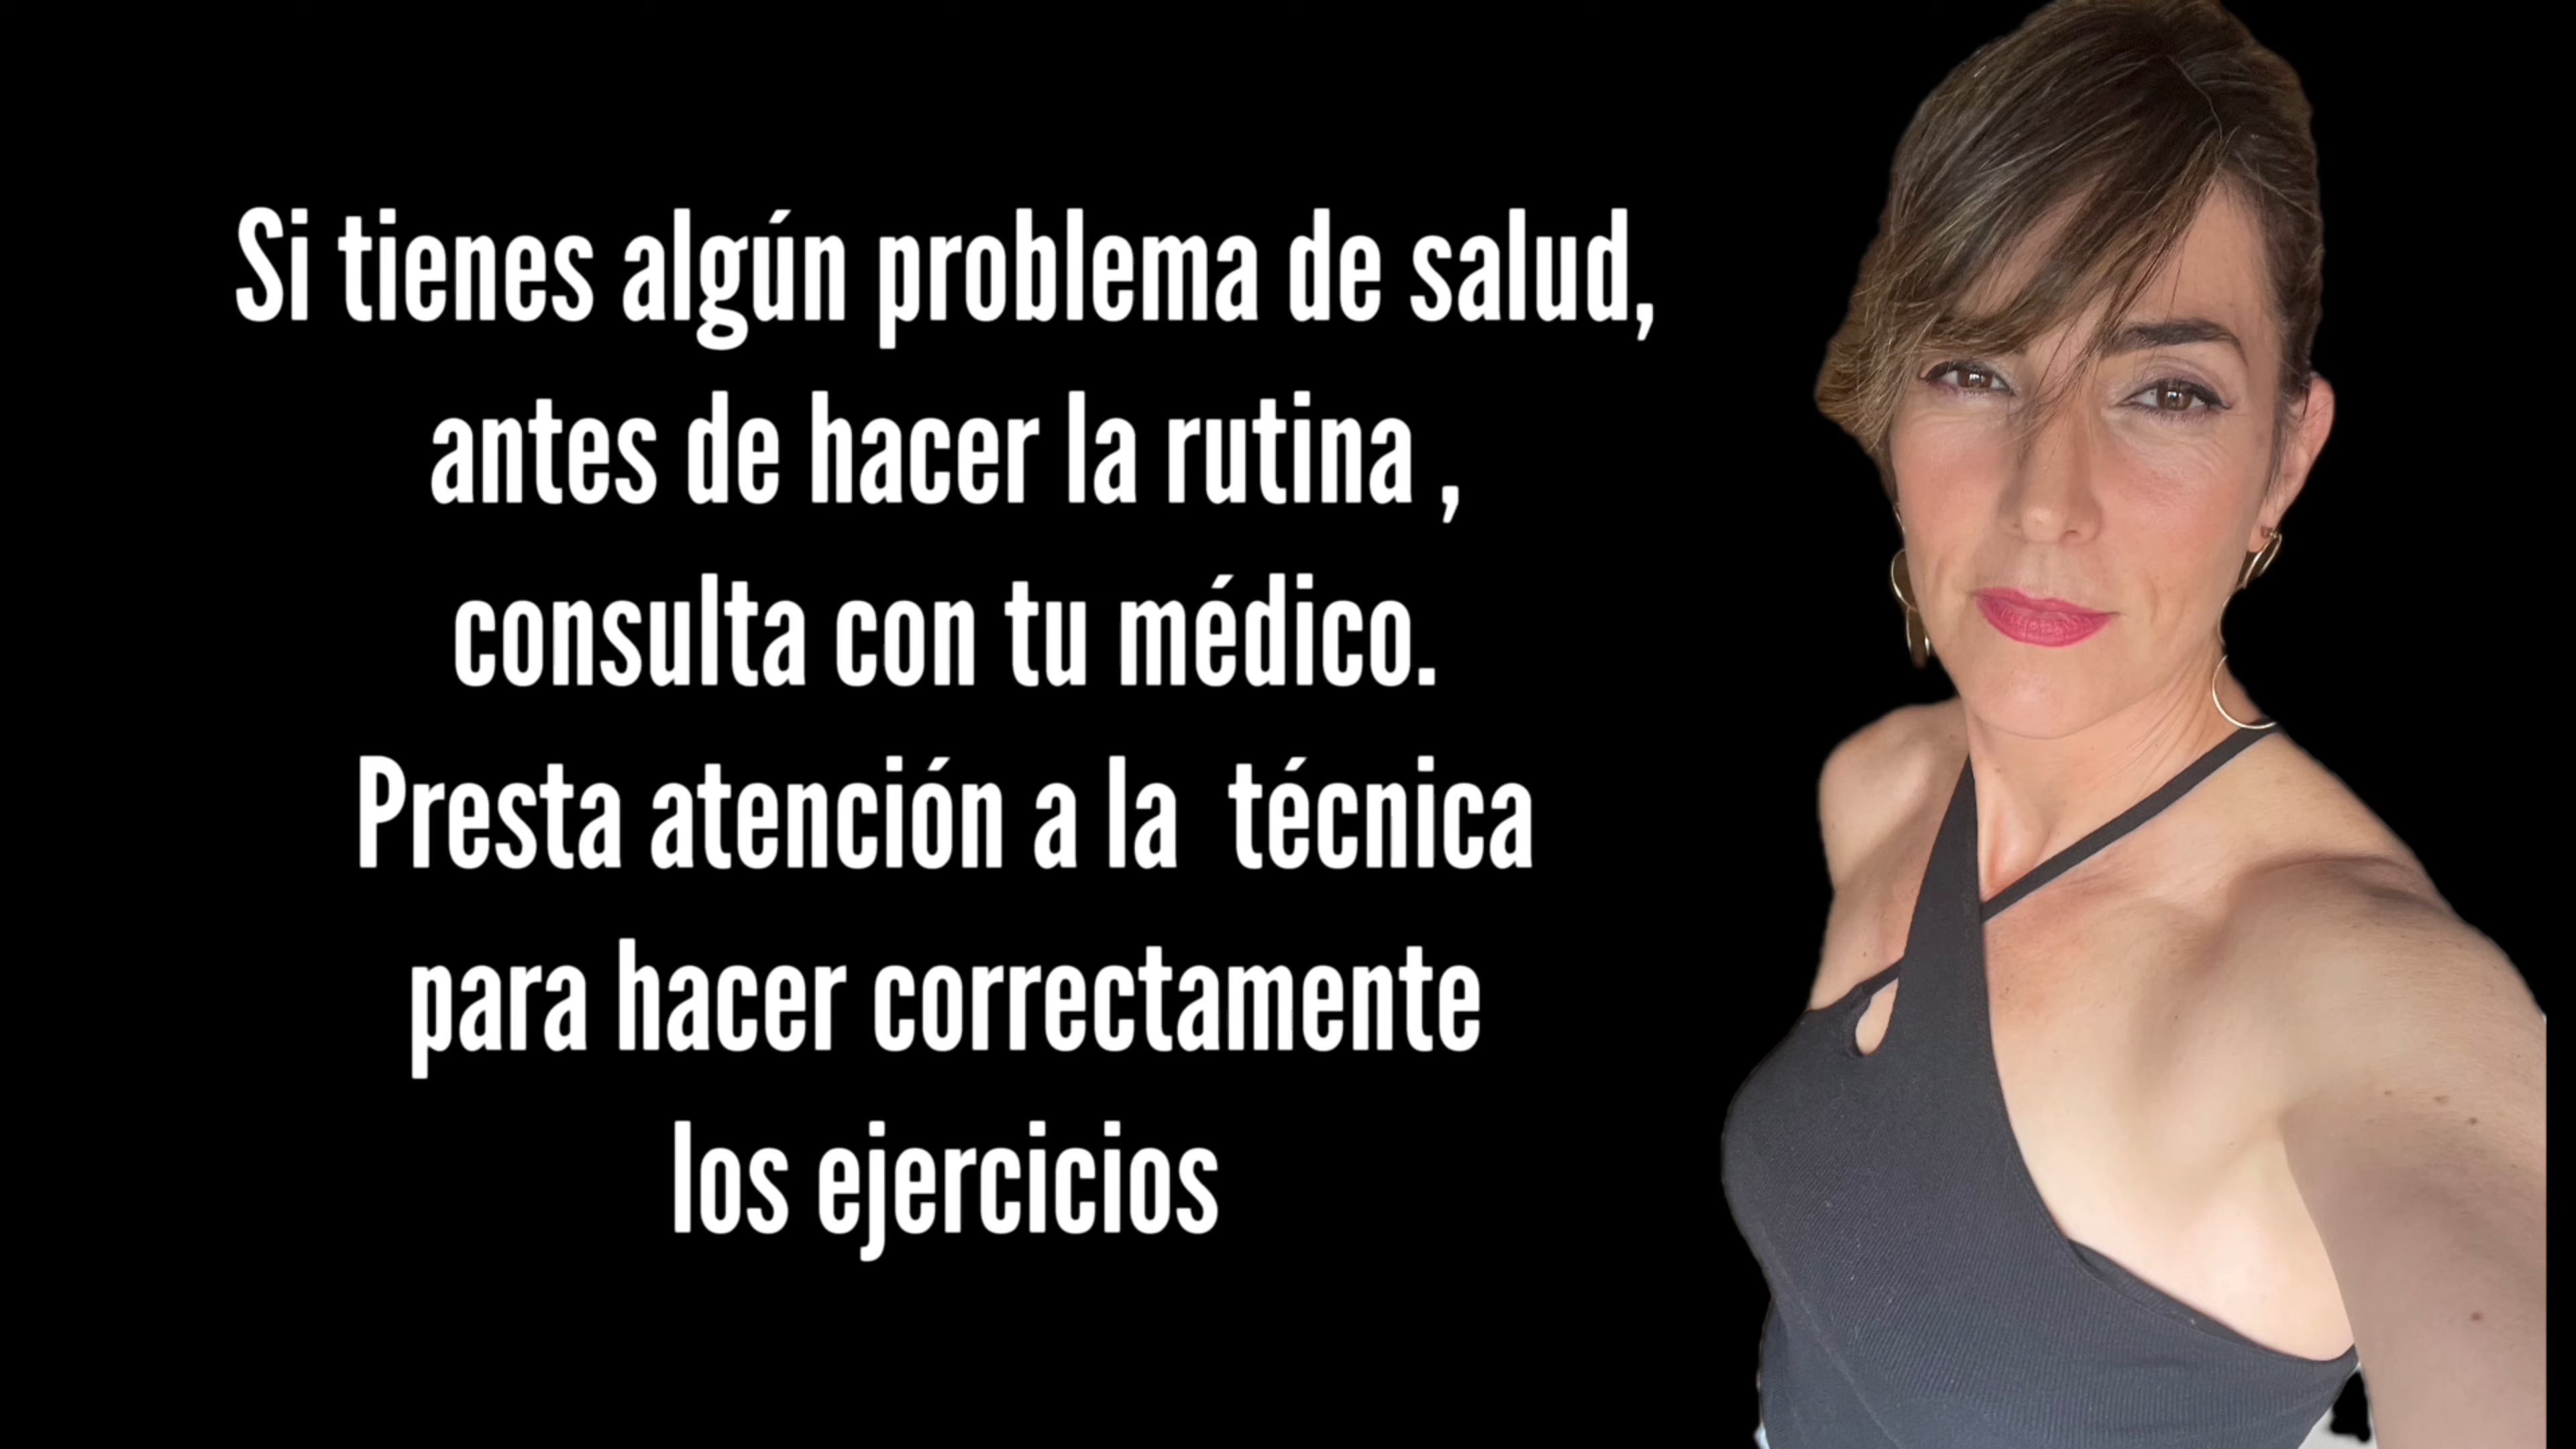 Si tienes algún problema de salud,
antes de hacer la rutina ,
consulta con tu médico.
Presta atención a la  técnica
para hacer correctamente
los ejercicios